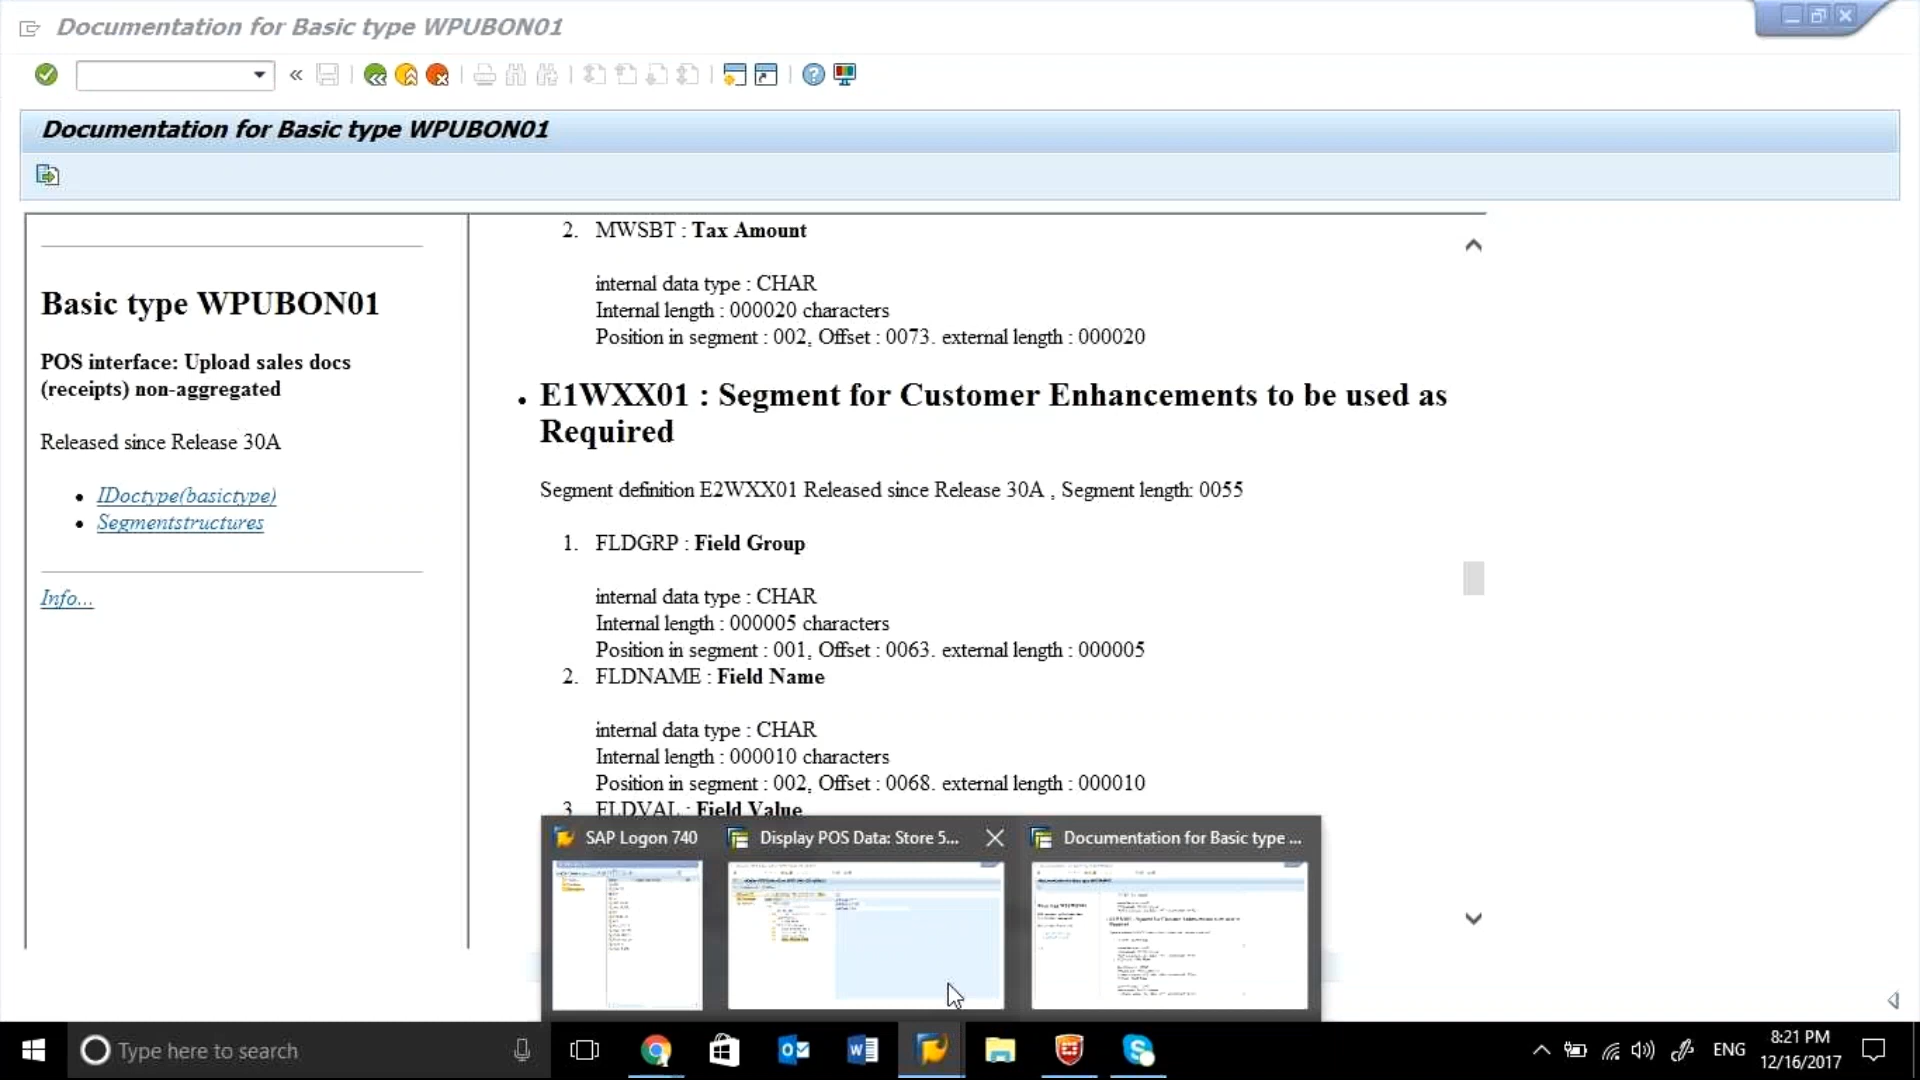 Documentation for Basic type WPUBON01
Documentation for Basic type WPUBON01
Basic type WPUBON01
POS interface: Upload sales docs
(receipts) non-aggregated
Released since Release 30A
IDoctype(basictype)
Segmentstructures
Info...
2. MWSBT : Tax Amount
internal data type : CHAR
Internal length : 000020 characters
Position in segment : 002, Offset : 0073. external length : 000020
E1WXX01 : Segment for Customer Enhancements to be used as
Required
Segment definition E2WXX01 Released since Release 30A , Segment length: 0055
1. FLDGRP : Field Group
internal data type : CHAR
Internal length : 000005 characters
Position in segment : 001, Offset : 0063. external length : 000005
2. FLDNAME : Field Name
internal data type : CHAR
Internal length : 000010 characters
Position in segment : 002, Offset : 0068. external length : 000010
3. FLDVAL : Field Value
SAP Logon 740
Display POS Data: Store 5...
Documentation for Basic type ...
Type here to search
ENG
8:21 PM
12/16/2017